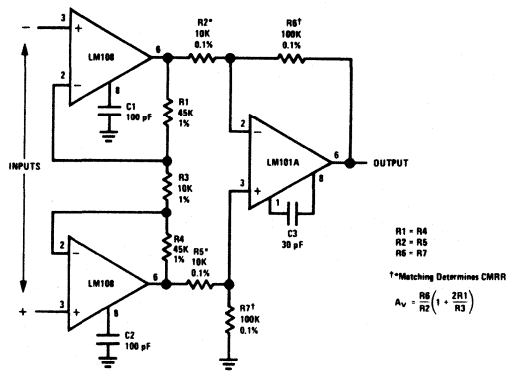 R2*
10K
0.1%
R6†
100K
0.1%
−
3
+
LM108
6
2
−
8
C1
100 pF
R1
45K
1%
2
−
LM101A
6
OUTPUT
3
+
1
8
C3
30 pF
INPUTS
R3
10K
1%
2
−
LM108
6
R4
45K
1%
R5*
10K
0.1%
+
3
+
8
C2
100 pF
R7†
100K
0.1%
R1 = R4
R2 = R5
R6 = R7
†*Matching Determines CMRR
Av = R6/R2 (1 + 2R1/R3)